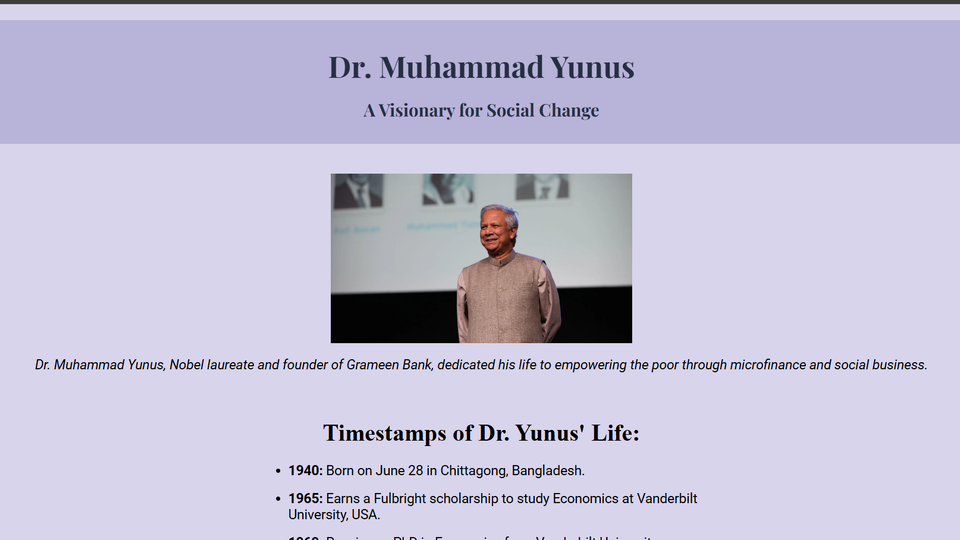 Dr. Muhammad Yunus
A Visionary for Social Change
Dr. Muhammad Yunus, Nobel laureate and founder of Grameen Bank, dedicated his life to empowering the poor through microfinance and social business.
Timestamps of Dr. Yunus' Life:
• 1940: Born on June 28 in Chittagong, Bangladesh.
• 1965: Earns a Fulbright scholarship to study Economics at Vanderbilt
University, USA.